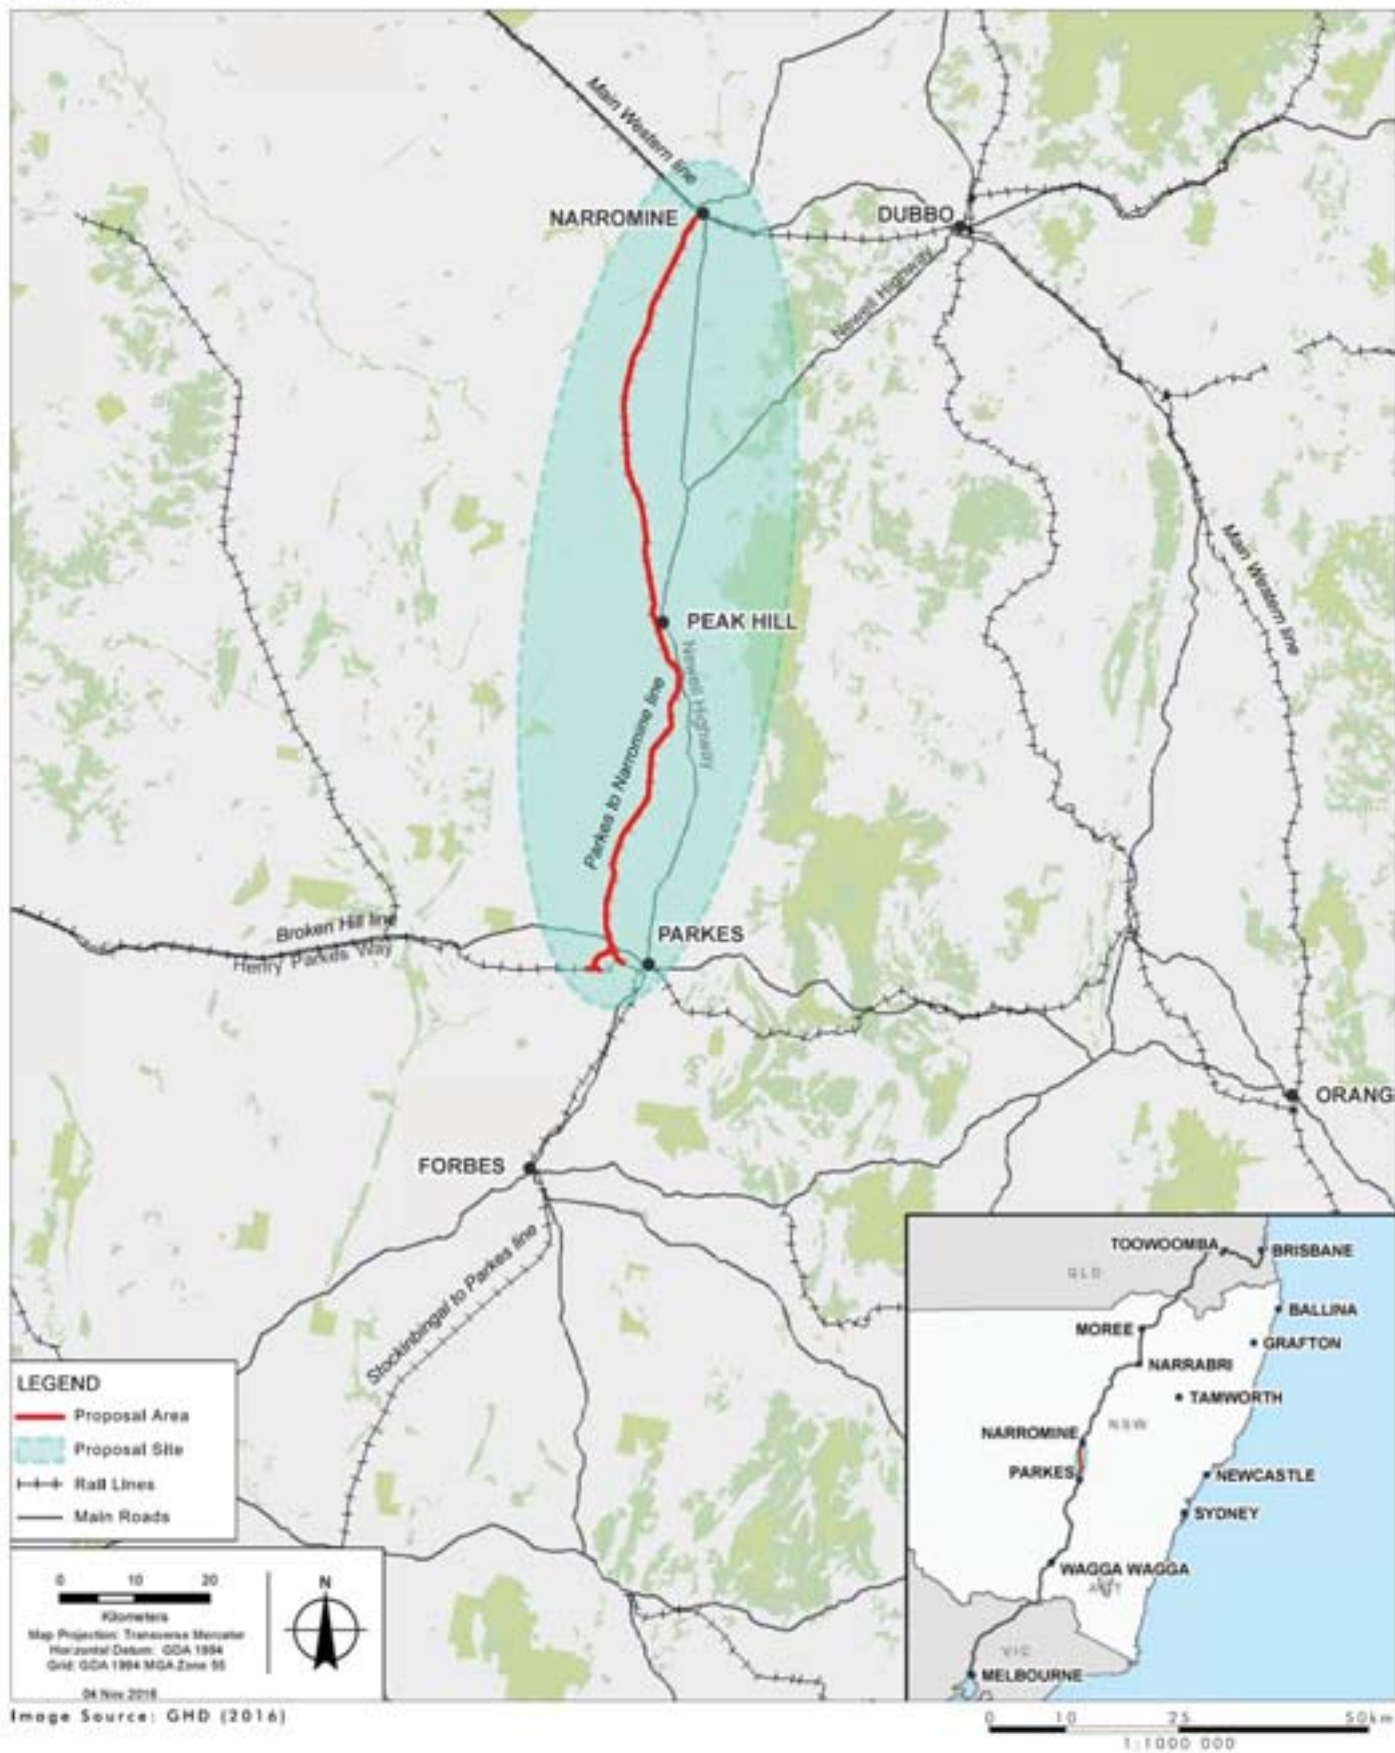 Main Western line
NARROMINE
DUBBO
Newell Highway
Main Western line
PEAK HILL
Newell Highway
Parkes to Narromine line
PARKES
Broken Hill line
Henry Parkes Way
ORANG
FORBES
Stockinbingal to Parkes line
LEGEND
Proposal Area
Proposal Site
Rail Lines
Main Roads
0 10 20
Kilometers
Map Projection: Transverse Mercator
Horizontal Datum: GDA 1994
Grid: GDA 1994 MGA Zone 55
04 Nov 2016
N
TOOWOOMBA
BRISBANE
QLD
BALLINA
MOREE
GRAFTON
NARRABRI
TAMWORTH
NSW
NARROMINE
PARKES
NEWCASTLE
SYDNEY
WAGGA WAGGA
ACT
VIC
MELBOURNE
Image Source: GHD (2016)
0 10 25 50km
1:1000 000